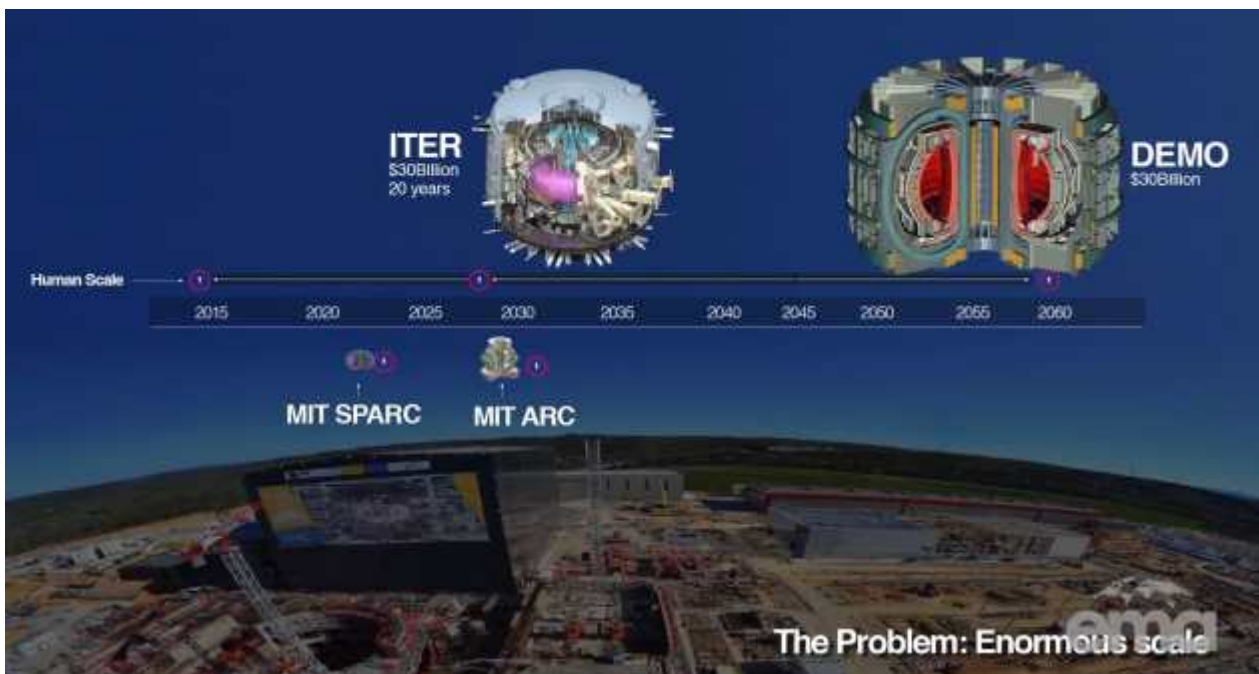 ITER
$30Billion
20 years
DEMO
$30Billion
Human Scale
2015 2020 2025 2030 2035 2040 2045 2050 2055 2060
MIT SPARC MIT ARC
The Problem: Enormous scale
ema